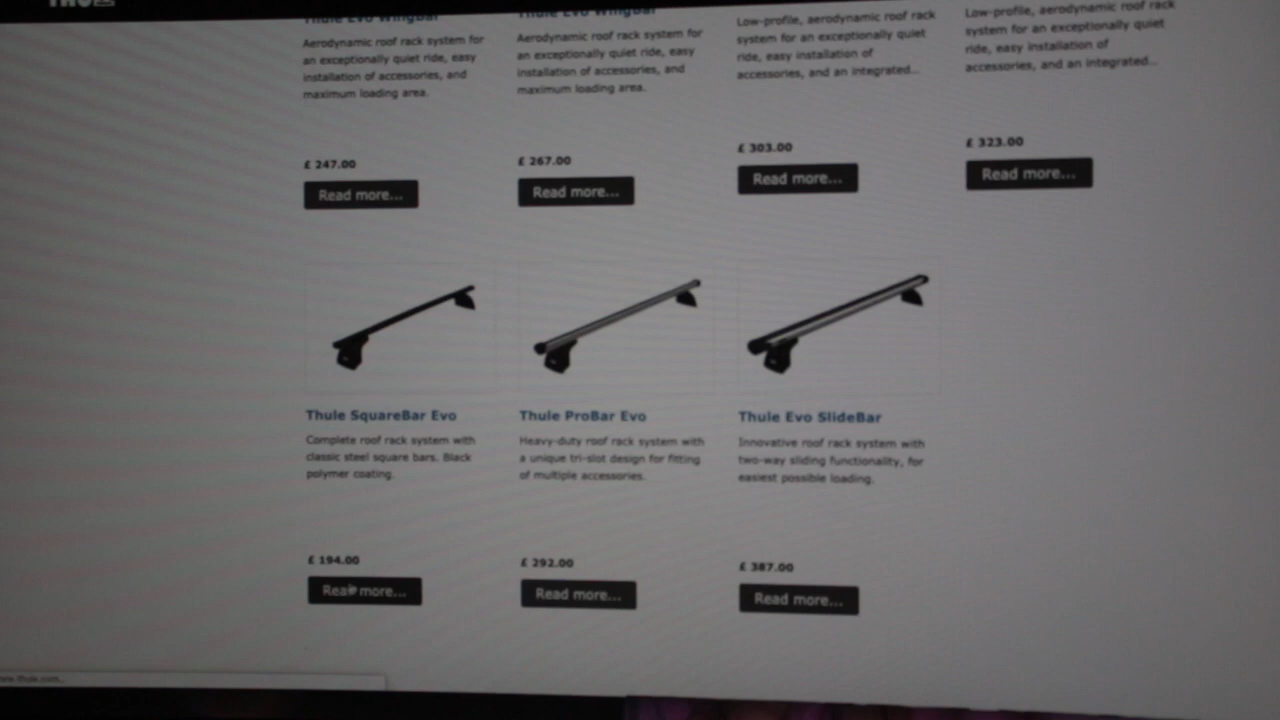 THULE
Thule Evo WingBar
Aerodynamic roof rack system for
an exceptionally quiet ride, easy
installation of accessories, and
maximum loading area.
£ 247.00
Read more...
Thule Evo WingBar
Aerodynamic roof rack system for
an exceptionally quiet ride, easy
installation of accessories, and
maximum loading area.
£ 267.00
Read more...
Low-profile, aerodynamic roof rack
system for an exceptionally quiet
ride, easy installation of
accessories, and an integrated...
£ 303.00
Read more...
Low-profile, aerodynamic roof rack
system for an exceptionally quiet
ride, easy installation of
accessories, and an integrated...
£ 323.00
Read more...
Thule SquareBar Evo
Complete roof rack system with
classic steel square bars. Black
polymer coating.
£ 194.00
Read more...
Thule ProBar Evo
Heavy-duty roof rack system with
a unique tri-slot design for fitting
of multiple accessories.
£ 292.00
Read more...
Thule Evo SlideBar
Innovative roof rack system with
two-way sliding functionality, for
easiest possible loading.
£ 387.00
Read more...